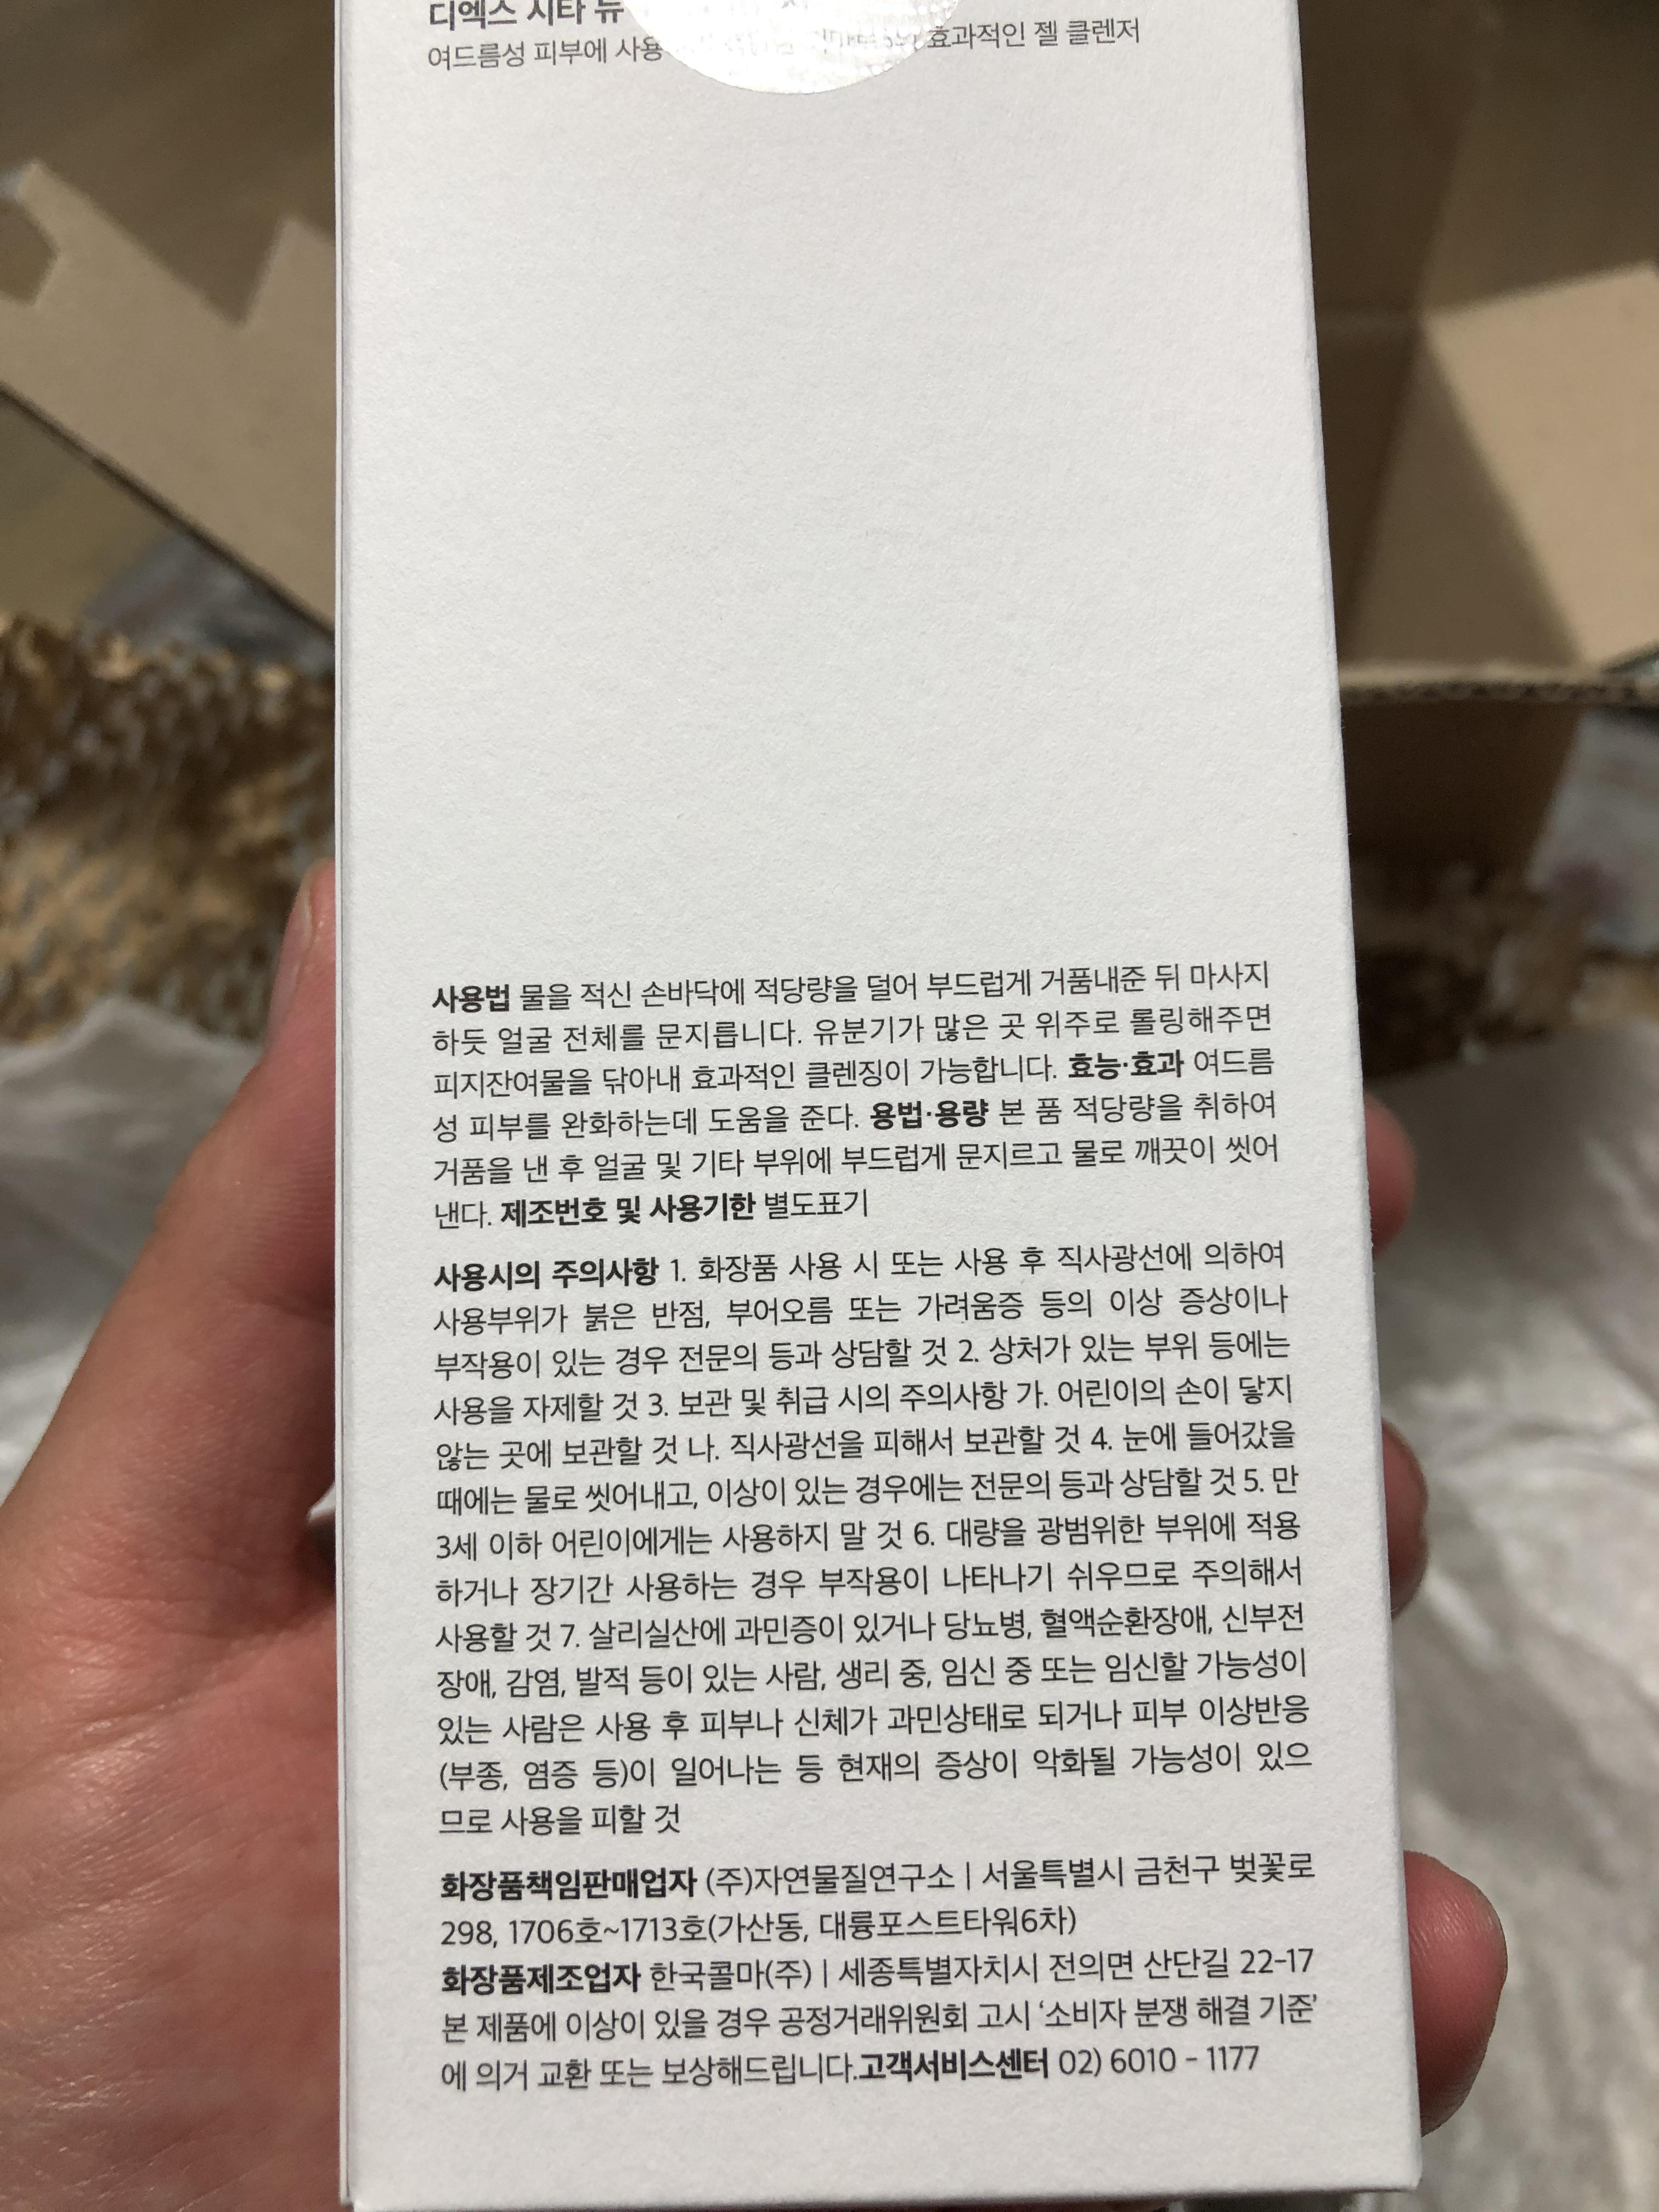 디엑스 시타 뉴
여드름성 피부에 사용 효과적인 젤 클렌저
사용법 물을 적신 손바닥에 적당량을 덜어 부드럽게 거품내준 뒤 마사지
하듯 얼굴 전체를 문지릅니다. 유분기가 많은 곳 위주로 롤링해주면
피지잔여물을 닦아내 효과적인 클렌징이 가능합니다. 효능·효과 여드름
성 피부를 완화하는데 도움을 준다. 용법·용량 본 품 적당량을 취하여
거품을 낸 후 얼굴 및 기타 부위에 부드럽게 문지르고 물로 깨끗이 씻어
낸다. 제조번호 및 사용기한 별도표기
사용시의 주의사항 1. 화장품 사용 시 또는 사용 후 직사광선에 의하여
사용부위가 붉은 반점, 부어오름 또는 가려움증 등의 이상 증상이나
부작용이 있는 경우 전문의 등과 상담할 것 2. 상처가 있는 부위 등에는
사용을 자제할 것 3. 보관 및 취급 시의 주의사항 가. 어린이의 손이 닿지
않는 곳에 보관할 것 나. 직사광선을 피해서 보관할 것 4. 눈에 들어갔을
때에는 물로 씻어내고, 이상이 있는 경우에는 전문의 등과 상담할 것 5. 만
3세 이하 어린이에게는 사용하지 말 것 6. 대량을 광범위한 부위에 적용
하거나 장기간 사용하는 경우 부작용이 나타나기 쉬우므로 주의해서
사용할 것 7. 살리실산에 과민증이 있거나 당뇨병, 혈액순환장애, 신부전
장애, 감염, 발적 등이 있는 사람, 생리 중, 임신 중 또는 임신할 가능성이
있는 사람은 사용 후 피부나 신체가 과민상태로 되거나 피부 이상반응
(부종, 염증 등)이 일어나는 등 현재의 증상이 악화될 가능성이 있으
므로 사용을 피할 것
화장품책임판매업자 (주)자연물질연구소 | 서울특별시 금천구 벚꽃로
298, 1706호~1713호(가산동, 대륭포스트타워6차)
화장품제조업자 한국콜마(주) | 세종특별자치시 전의면 산단길 22-17
본 제품에 이상이 있을 경우 공정거래위원회 고시 ‘소비자 분쟁 해결 기준’
에 의거 교환 또는 보상해드립니다.고객서비스센터 02) 6010 - 1177